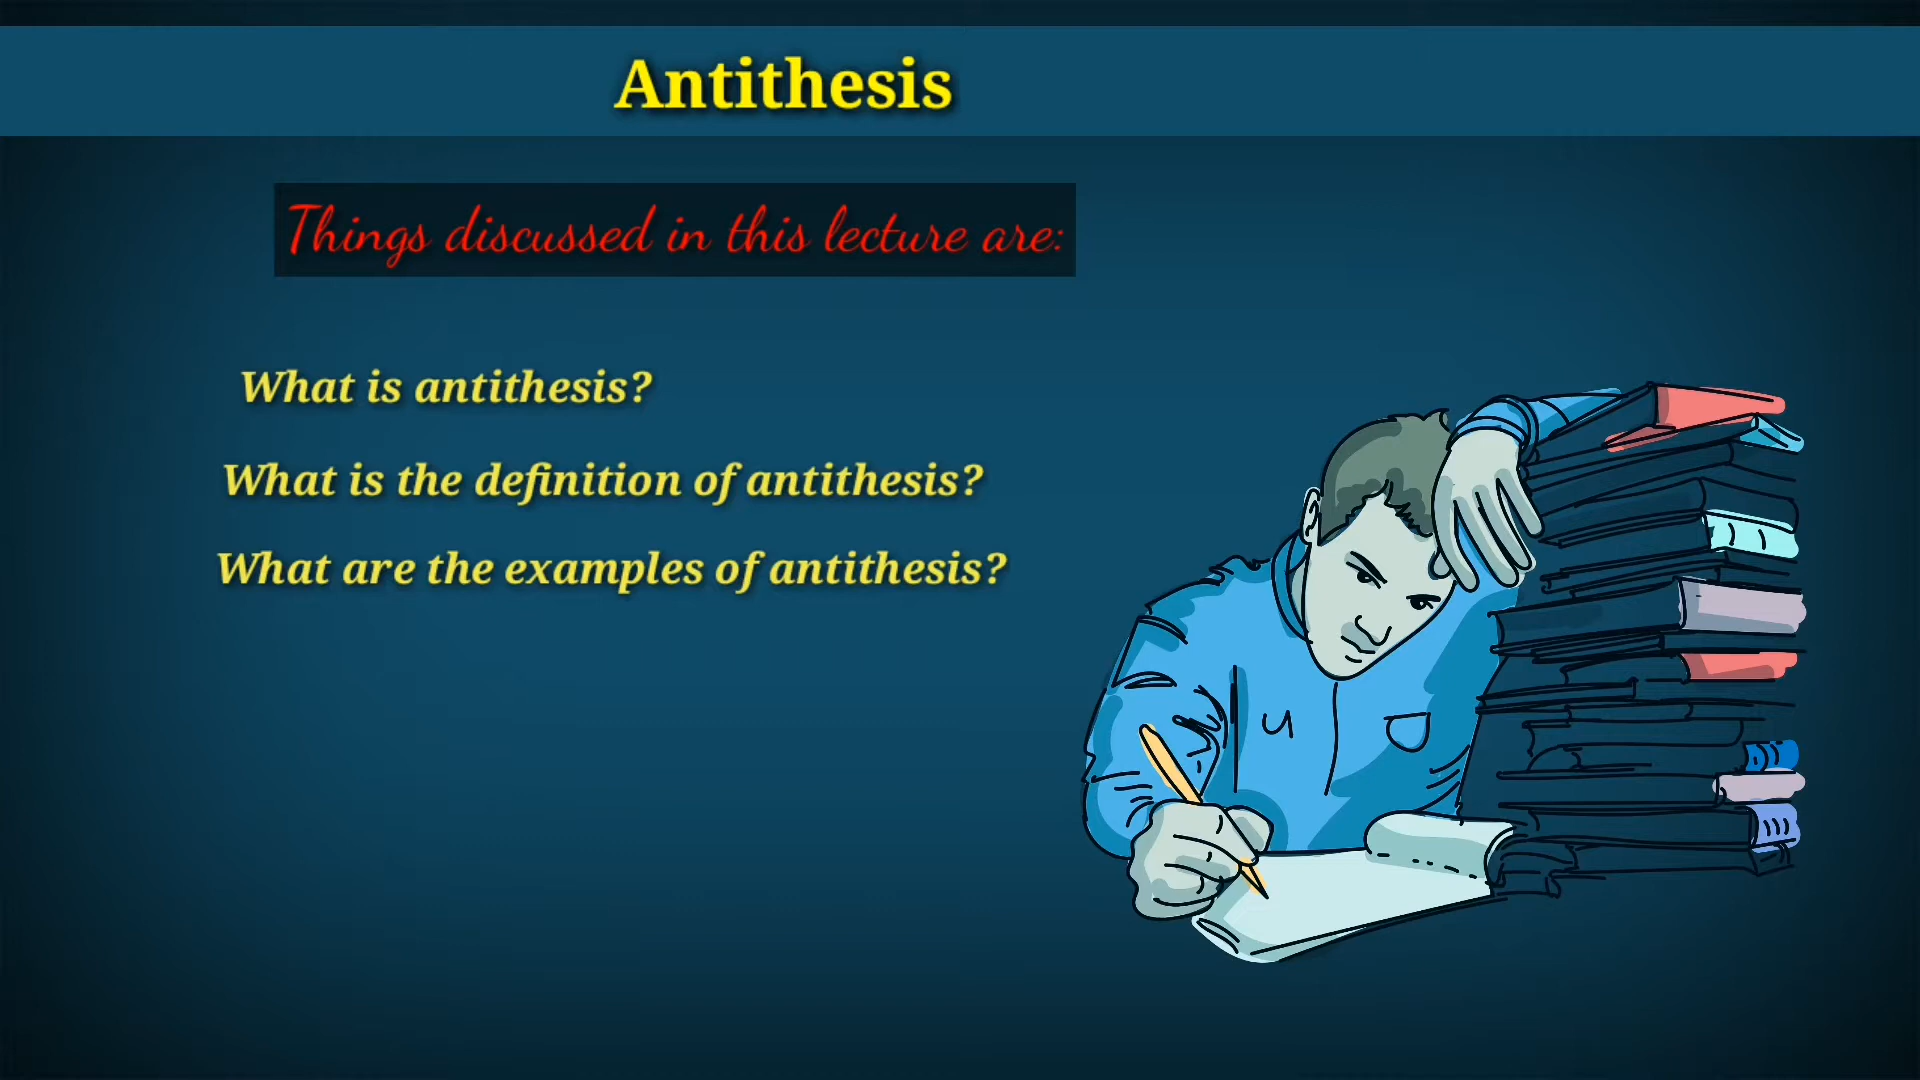 Antithesis
Things discussed in this lecture are:
What is antithesis?
What is the definition of antithesis?
What are the examples of antithesis?